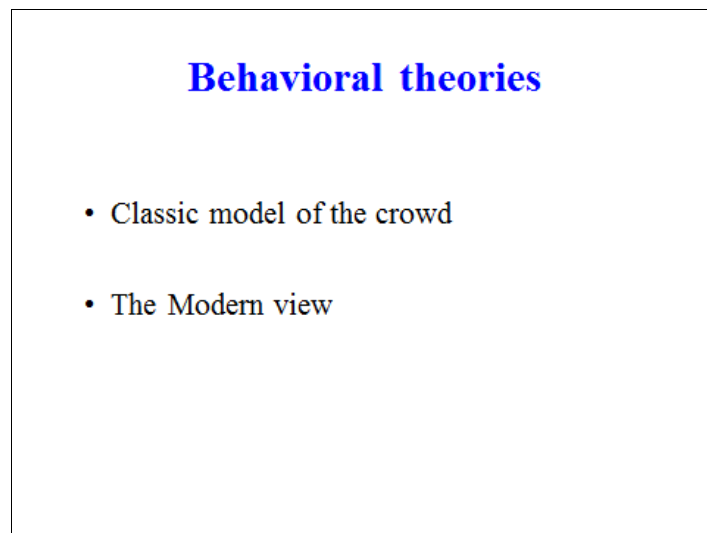 Behavioral theories
• Classic model of the crowd
• The Modern view